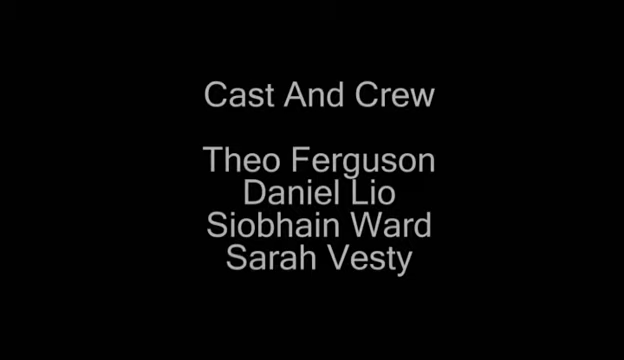 Cast And Crew
Theo Ferguson
Daniel Lio
Siobhain Ward
Sarah Vesty